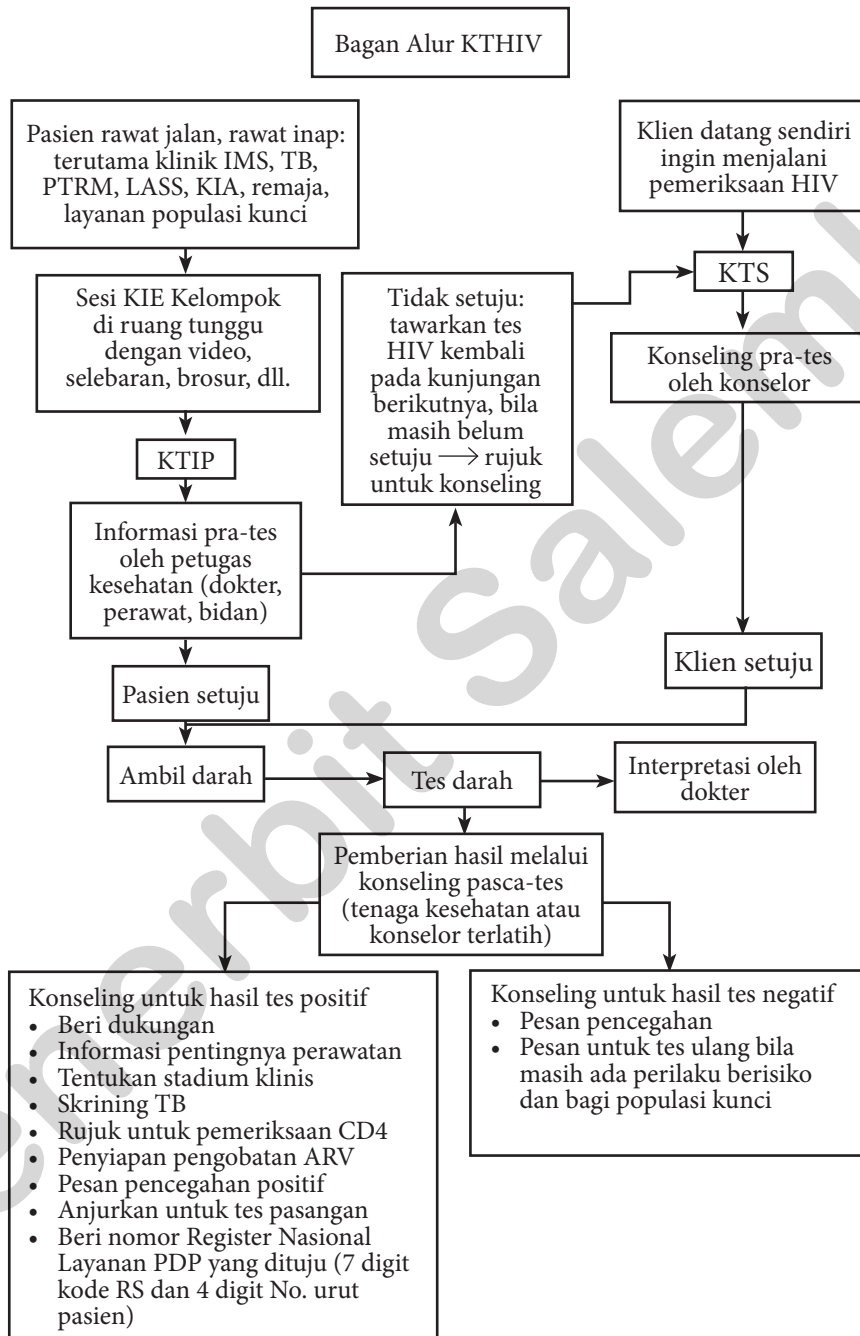 Bagan Alur KTHIV
Pasien rawat jalan, rawat inap:
terutama klinik IMS, TB,
PTRM, LASS, KIA, remaja,
layanan populasi kunci
Klien datang sendiri
ingin menjalani
pemeriksaan HIV
Sesi KIE Kelompok
di ruang tunggu
dengan video,
selebaran, brosur, dll.
Tidak setuju:
tawarkan tes
HIV kembali
pada kunjungan
berikutnya, bila
masih belum
setuju → rujuk
untuk konseling
KTS
Konseling pra-tes
oleh konselor
KTIP
Informasi pra-tes
oleh petugas
kesehatan (dokter,
perawat, bidan)
Klien setuju
Pasien setuju
Ambil darah
Tes darah
Interpretasi oleh
dokter
Pemberian hasil melalui
konseling pasca-tes
(tenaga kesehatan atau
konselor terlatih)
Konseling untuk hasil tes positif
• Beri dukungan
• Informasi pentingnya perawatan
• Tentukan stadium klinis
• Skrining TB
• Rujuk untuk pemeriksaan CD4
• Penyiapan pengobatan ARV
• Pesan pencegahan positif
• Anjurkan untuk tes pasangan
• Beri nomor Register Nasional
Layanan PDP yang dituju (7 digit
kode RS dan 4 digit No. urut
pasien)
Konseling untuk hasil tes negatif
• Pesan pencegahan
• Pesan untuk tes ulang bila
masih ada perilaku berisiko
dan bagi populasi kunci
enerbit Salem